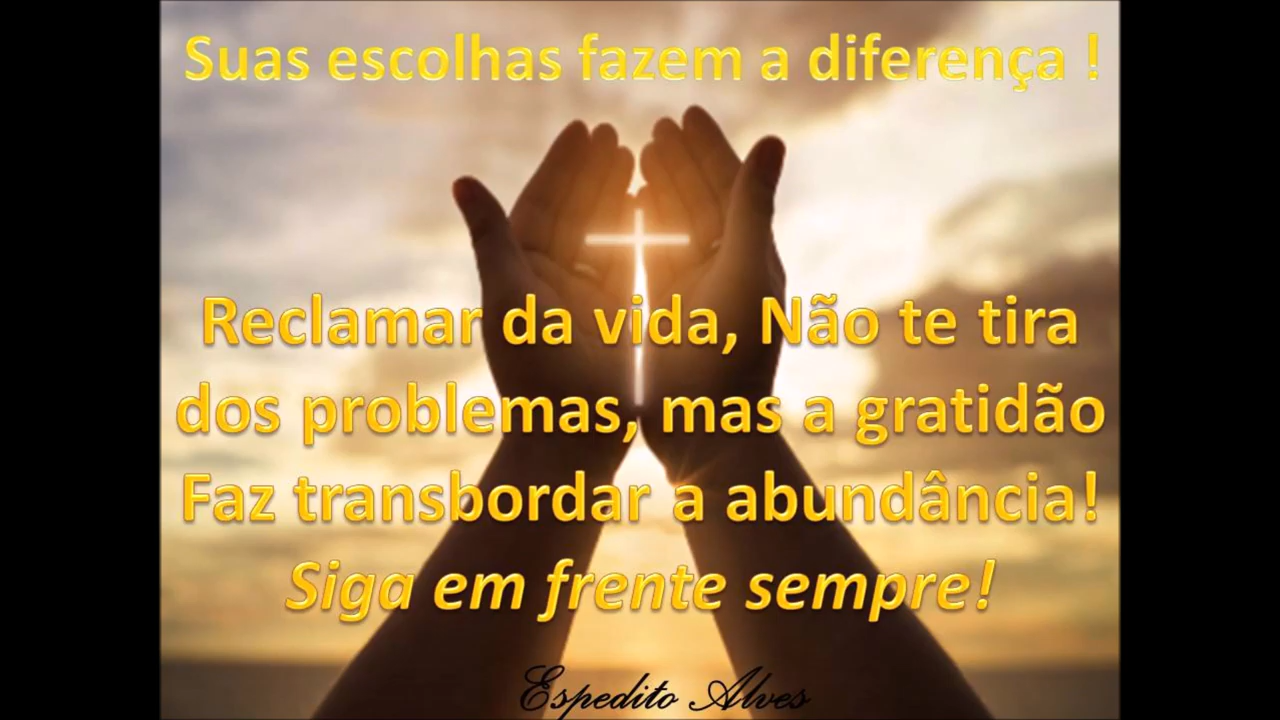 Suas escolhas fazem a diferença !
Reclamar da vida, Não te tira
dos problemas, mas a gratidão
Faz transbordar a abundância!
Siga em frente sempre!
Espedito Alves